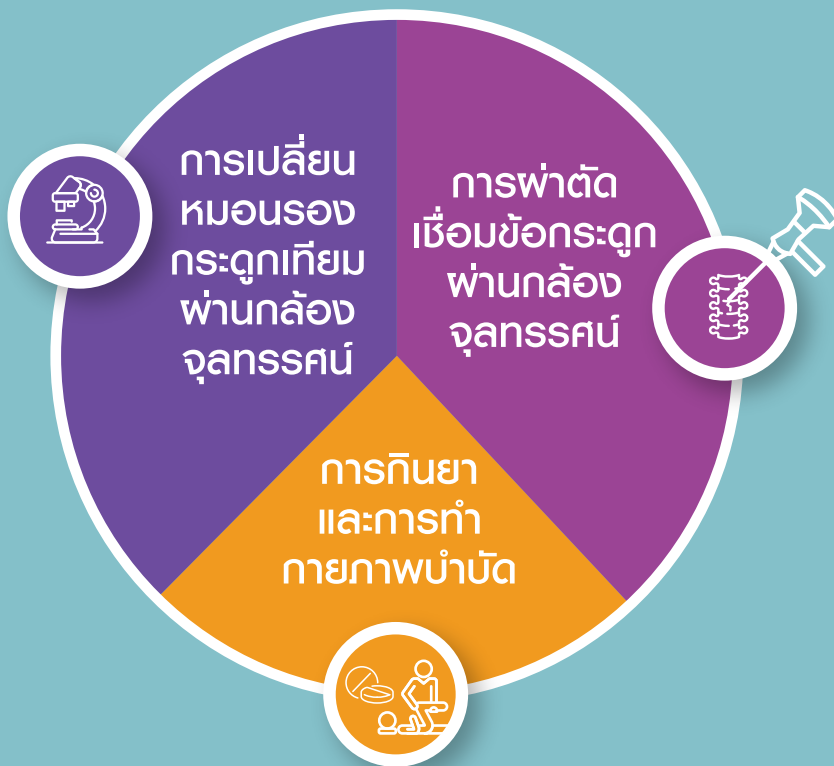 การเปลี่ยน
หมอนรอง
กระดูกเทียม
ผ่านกล้อง
จุลทรรศน์
การผ่าตัด
เชื่อมข้อกระดูก
ผ่านกล้อง
จุลทรรศน์
การกินยา
และการทำ
กายภาพบำบัด